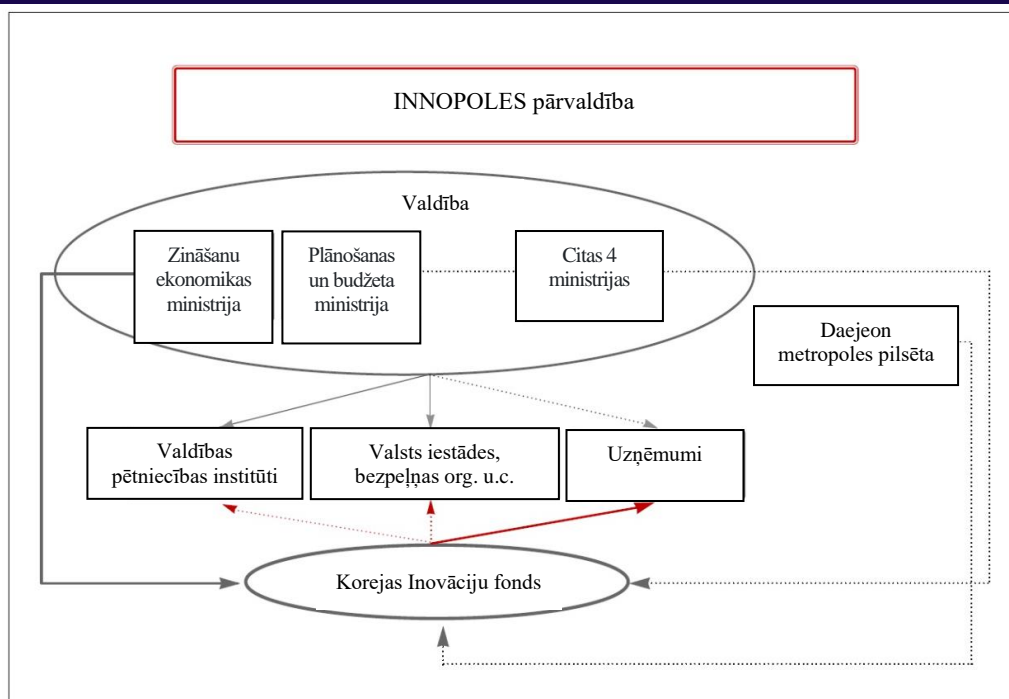 INNOPOLES pārvaldība
Valdība
Zināšanu
ekonomikas
ministrija
Plānošanas
un budžeta
ministrija
Citas 4
ministrijas
Daejeon
metropoles pilsēta
Valdības
pētniecības institūti
Valsts iestādes,
bezpeļņas org. u.c.
Uzņēmumi
Korejas Inovāciju fonds